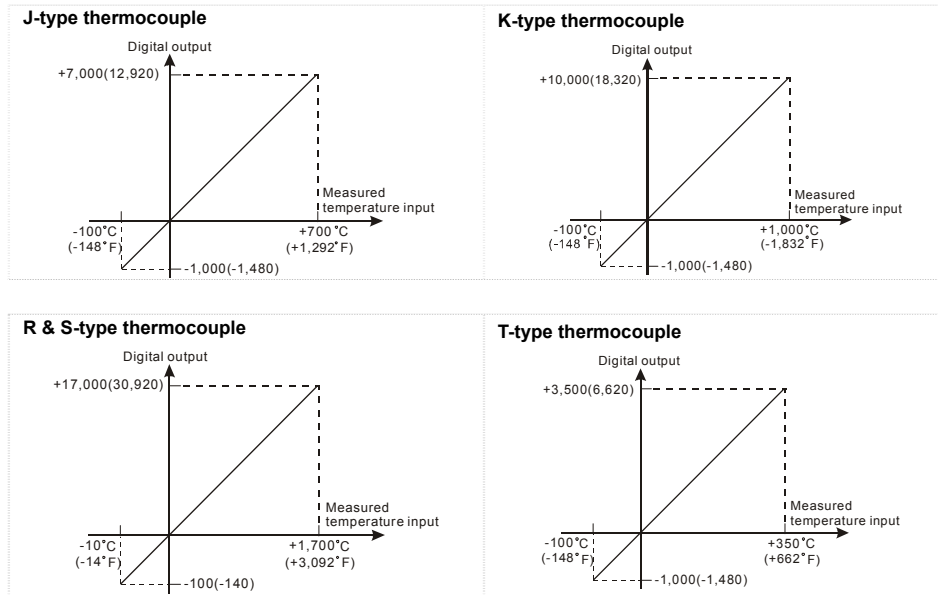 J-type thermocouple
Digital output
+7,000(12,920)
Measured
temperature input
-100˚C
(-148˚F)
+700˚C
(+1,292˚F)
-1,000(-1,480)
K-type thermocouple
Digital output
+10,000(18,320)
Measured
temperature input
-100˚C
(-148˚F)
+1,000˚C
(-1,832˚F)
-1,000(-1,480)
R & S-type thermocouple
Digital output
+17,000(30,920)
Measured
temperature input
-10˚C
(-14˚F)
+1,700˚C
(+3,092˚F)
-100(-140)
T-type thermocouple
Digital output
+3,500(6,620)
Measured
temperature input
-100˚C
(-148˚F)
+350˚C
(+662˚F)
-1,000(-1,480)